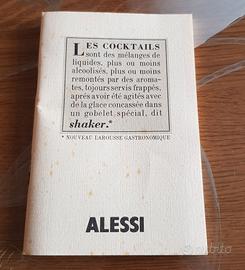 LES COCKTAILS
sont des mélanges de
liquides, plus ou moins
alcoolisés, plus ou moins
remontés par des aroma-
tes, toujours servis frappés,
après avoir été agités avec
de la glace concassée dans
un gobelet spécial, dit
shaker.*
* NOUVEAU LAROUSSE GASTRONOMIQUE
ALESSI
subito